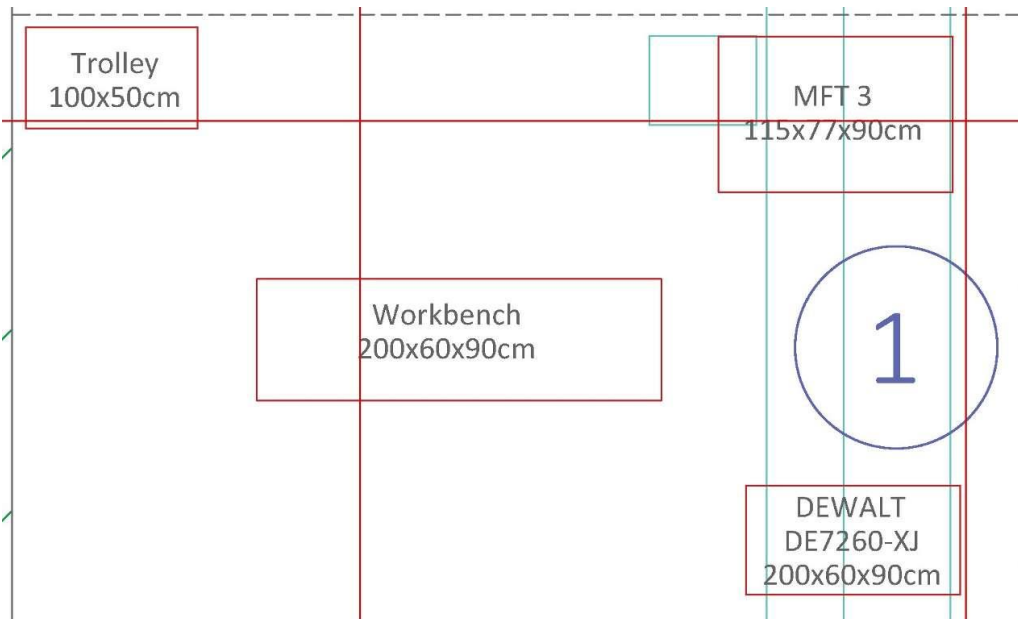 Trolley
100x50cm
MFT 3
115x77x90cm
Workbench
200x60x90cm
1
DEWALT
DE7260-XJ
200x60x90cm